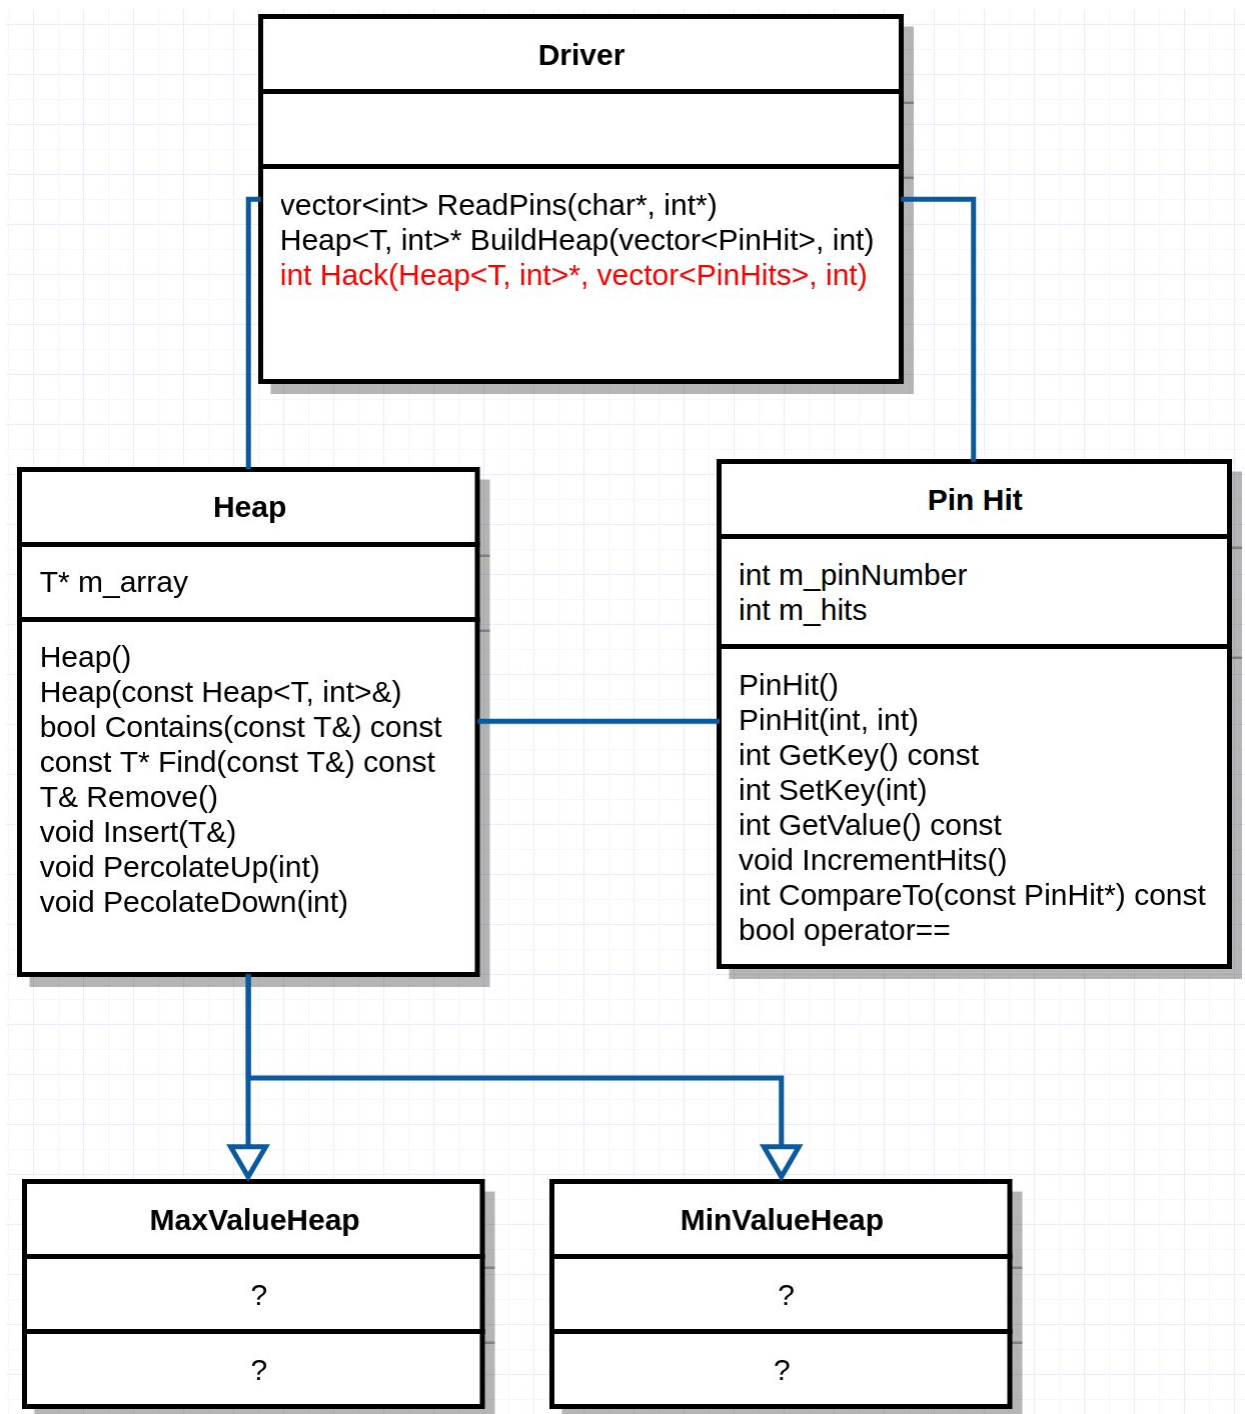 Driver
vector<int> ReadPins(char*, int*)
Heap<T, int>* BuildHeap(vector<PinHit>, int)
int Hack(Heap<T, int>*, vector<PinHits>, int)
Heap
T* m_array
Heap()
Heap(const Heap<T, int>&)
bool Contains(const T&) const
const T* Find(const T&) const
T& Remove()
void Insert(T&)
void PercolateUp(int)
void PecolateDown(int)
Pin Hit
int m_pinNumber
int m_hits
PinHit()
PinHit(int, int)
int GetKey() const
int SetKey(int)
int GetValue() const
void IncrementHits()
int CompareTo(const PinHit*) const
bool operator==
MaxValueHeap
?
?
MinValueHeap
?
?